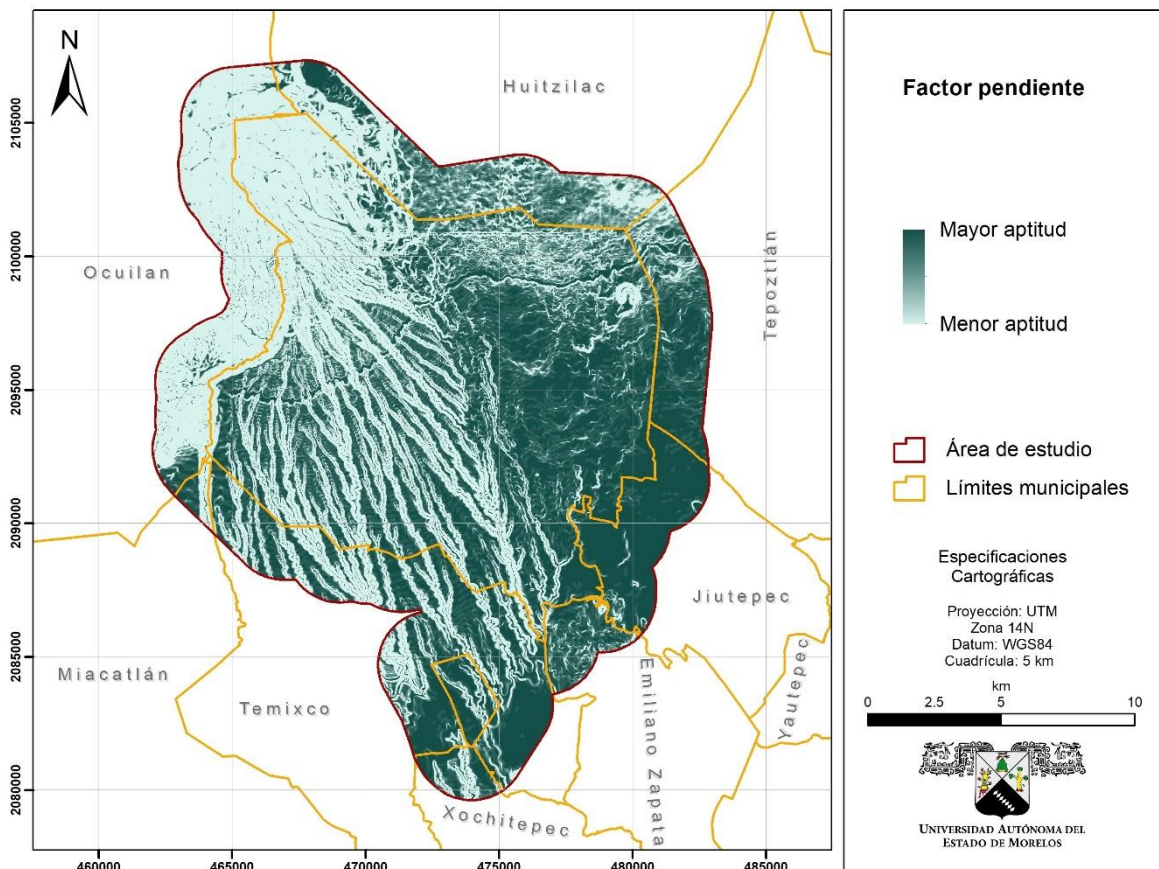 N
Huitzilac
Ocuilan
Tepoztlán
Jiutepec
Miacatlán
Temixco
Emiliano Zapata
Yautepec
Xochitepec
2105000
2100000
2095000
2090000
2085000
2080000
460000
465000
470000
475000
480000
485000
Factor pendiente
Mayor aptitud
Menor aptitud
Área de estudio
Límites municipales
Especificaciones
Cartográficas
Proyección: UTM
Zona 14N
Datum: WGS84
Cuadrícula: 5 km
km
0 2.5 5 10
UNIVERSIDAD AUTÓNOMA DEL
ESTADO DE MORELOS